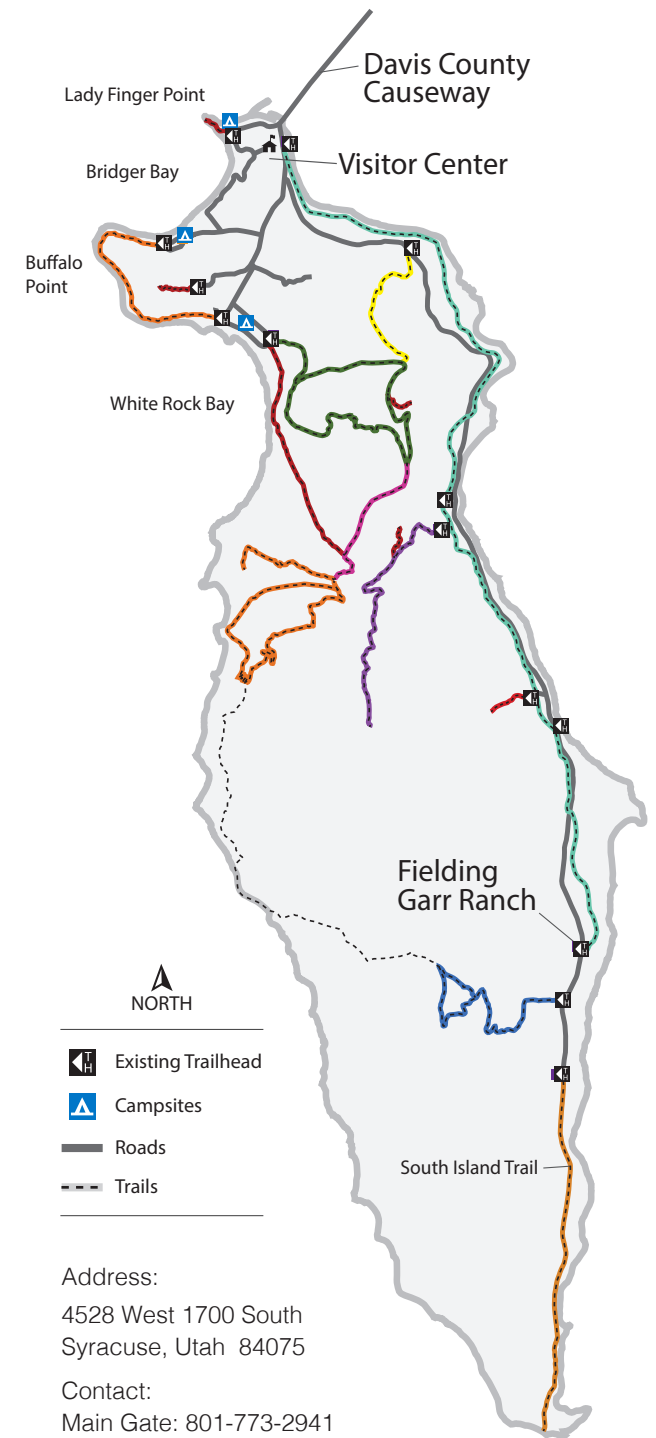 Davis County
Causeway
Lady Finger Point
Visitor Center
Bridger Bay
Buffalo
Point
White Rock Bay
Fielding
Garr Ranch
NORTH
TH Existing Trailhead
Campsites
Roads
Trails
South Island Trail
Address:
4528 West 1700 South
Syracuse, Utah 84075
Contact:
Main Gate: 801-773-2941